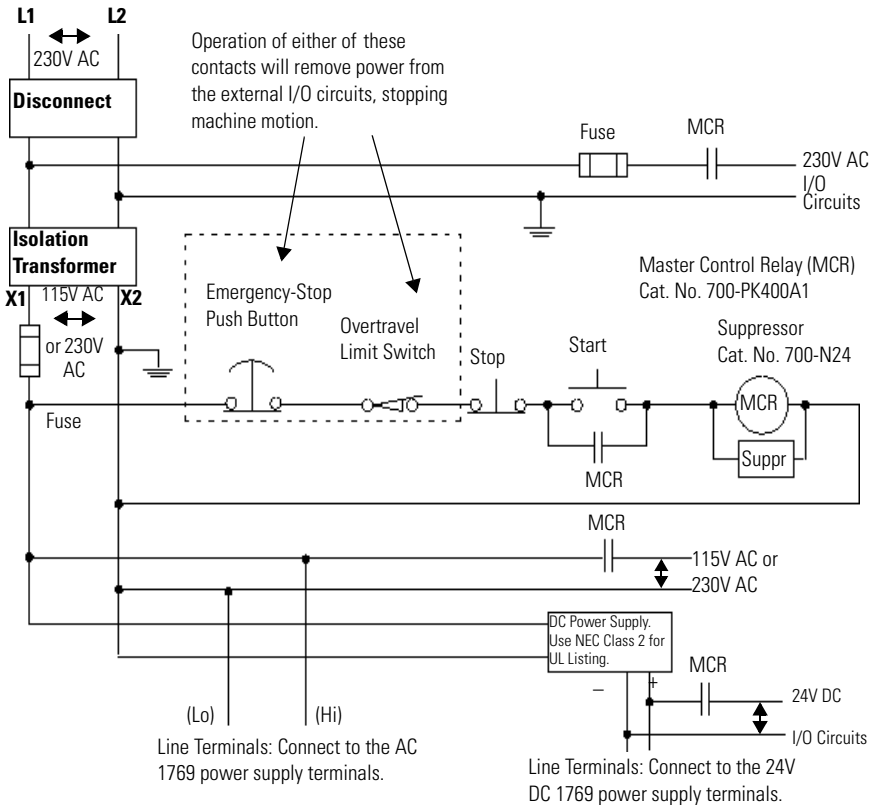 L1
L2
230V AC
Disconnect
Operation of either of these
contacts will remove power from
the external I/O circuits, stopping
machine motion.
Fuse
MCR
230V AC
I/O
Circuits
Isolation
Transformer
X1
115V AC
X2
or 230V
AC
Fuse
Emergency-Stop
Push Button
Overtravel
Limit Switch
Stop
Start
Master Control Relay (MCR)
Cat. No. 700-PK400A1
Suppressor
Cat. No. 700-N24
MCR
Suppr
MCR
MCR
115V AC or
230V AC
DC Power Supply.
Use NEC Class 2 for
UL Listing.
MCR
– +
24V DC
I/O Circuits
(Lo)
(Hi)
Line Terminals: Connect to the AC
1769 power supply terminals.
Line Terminals: Connect to the 24V
DC 1769 power supply terminals.